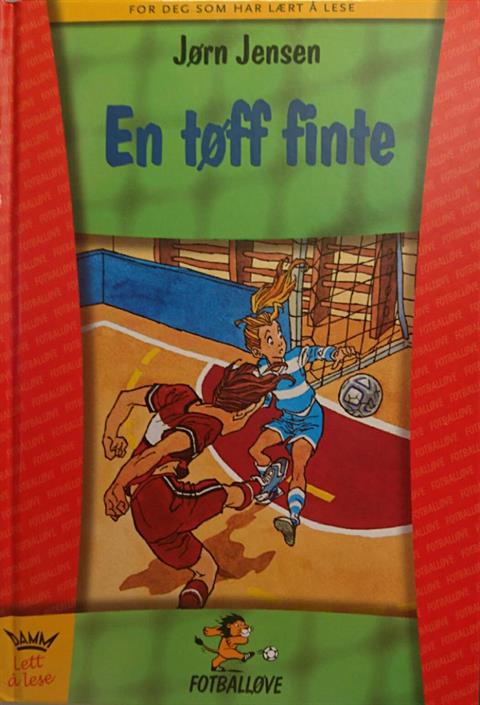 FOR DEG SOM HAR LÆRT Å LESE
Jørn Jensen
En tøff finte
DAMM
Lett
å lese
FOTBALLØVE